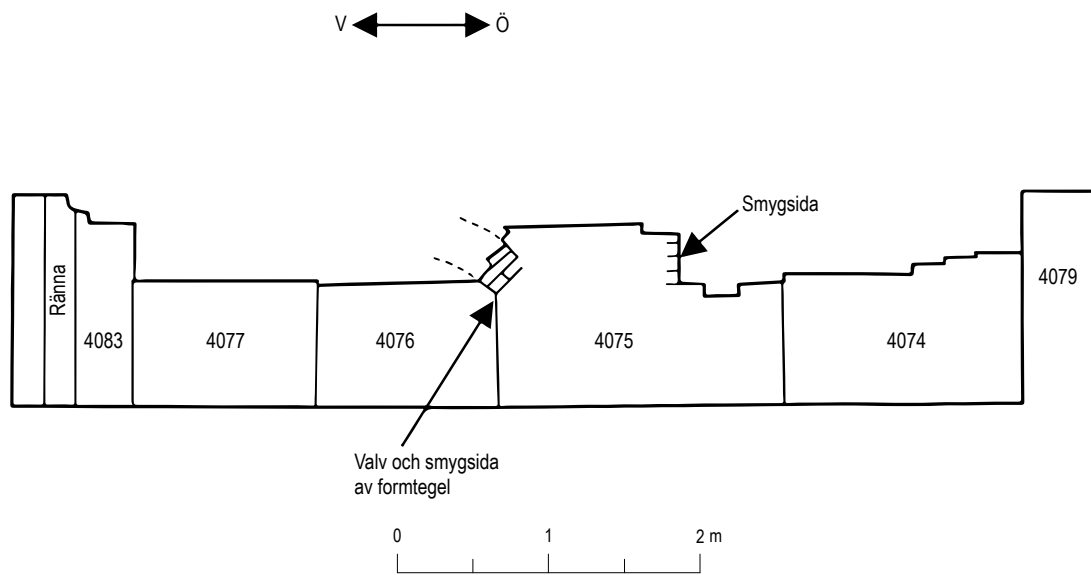 V Ö
Smygsida
Ränna
4083
4077
4076
4075
4074
4079
Valv och smygsida
av formtegel
0 1 2 m